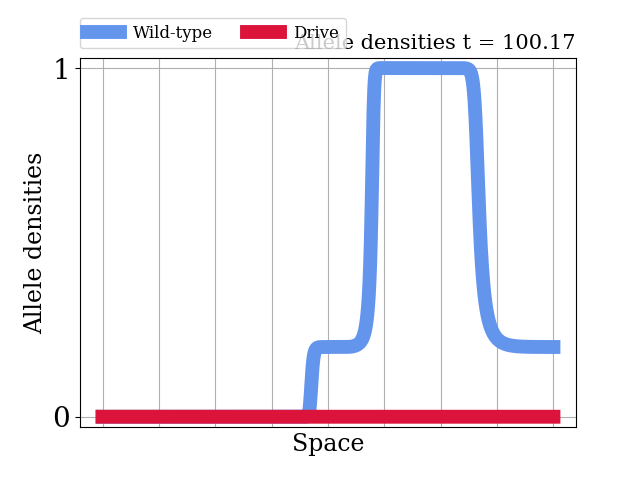 Wild-type Drive
Allele densities t = 100.17
1
Allele densities
0
Space